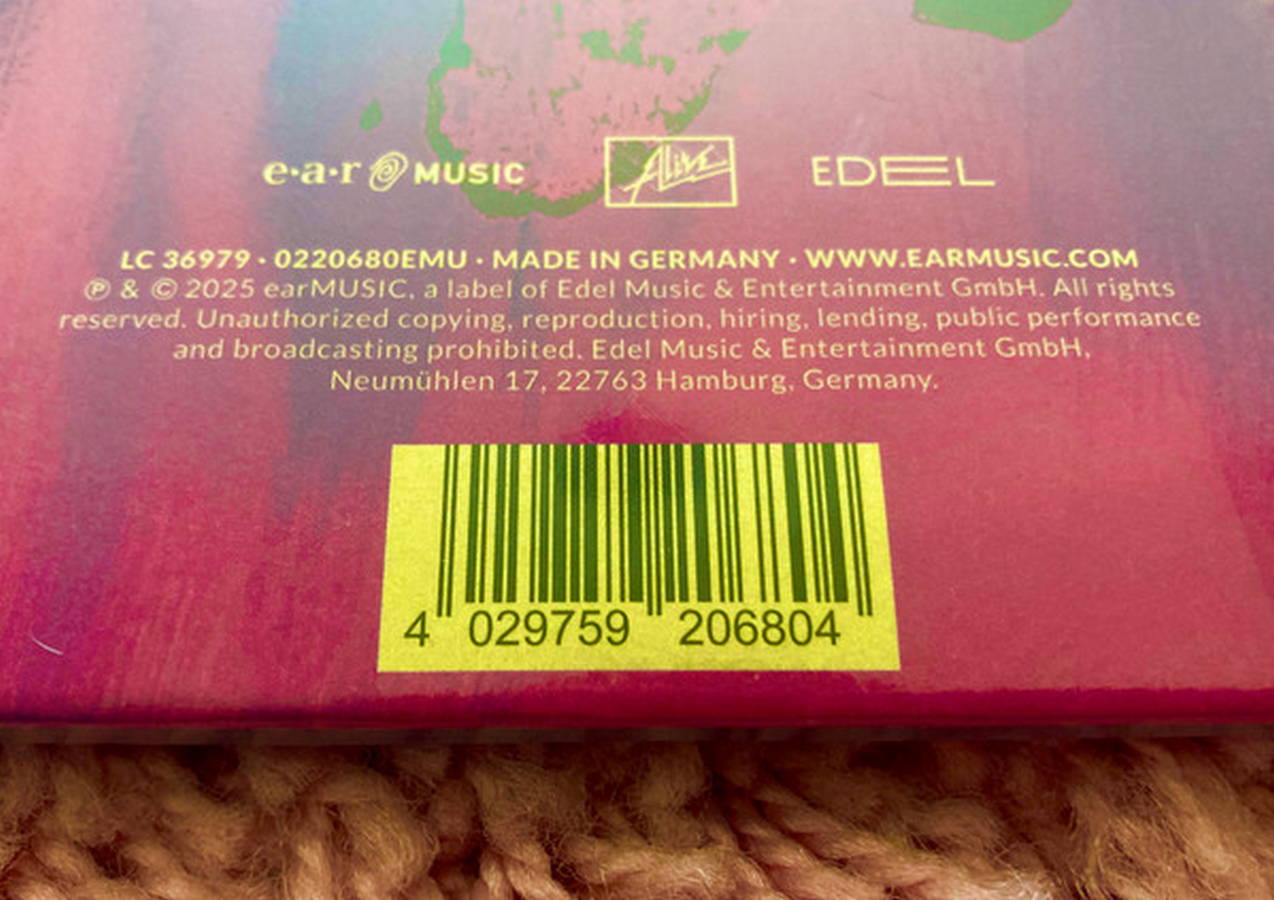 e·a·r MUSIC ALIVE EDEL
LC 36979 · 0220680EMU · MADE IN GERMANY · WWW.EARMUSIC.COM
℗ & © 2025 earMUSIC, a label of Edel Music & Entertainment GmbH. All rights
reserved. Unauthorized copying, reproduction, hiring, lending, public performance
and broadcasting prohibited. Edel Music & Entertainment GmbH,
Neumühlen 17, 22763 Hamburg, Germany.
4 029759 206804